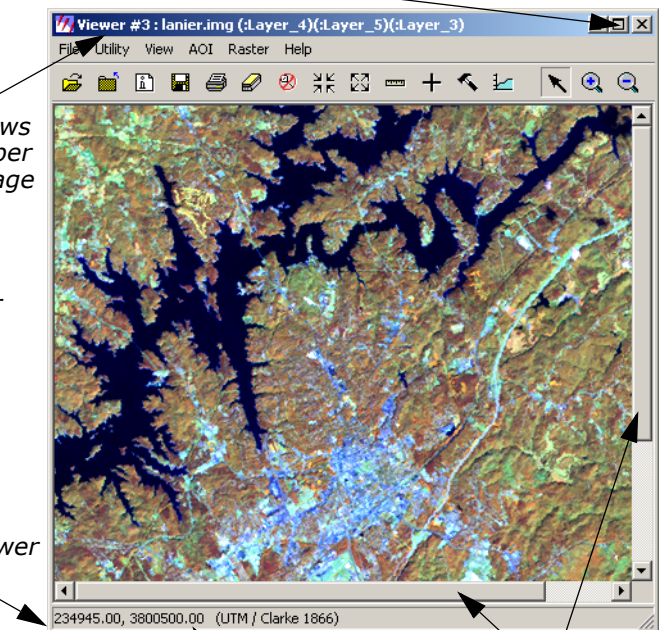 Viewer #3 : lanier.img (:Layer_4)(:Layer_5)(:Layer_3)
File Utility View AOI Raster Help
ws
per
age
wer
234945.00, 3800500.00 (UTM / Clarke 1866)